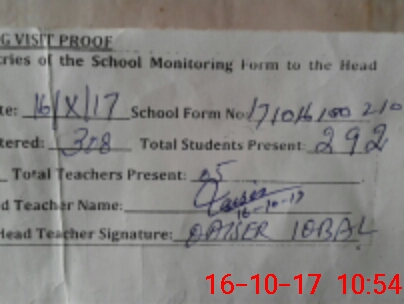 G VISIT PROOF
ries of the School Monitoring Form to the Head
te: 16/X/17 School Form No
tered: 308 Total Students Present: 292
Total Teachers Present: 05
d Teacher Name:
16-10-17
Head Teacher Signature: QAISER IQBAL
16-10-17 10:54